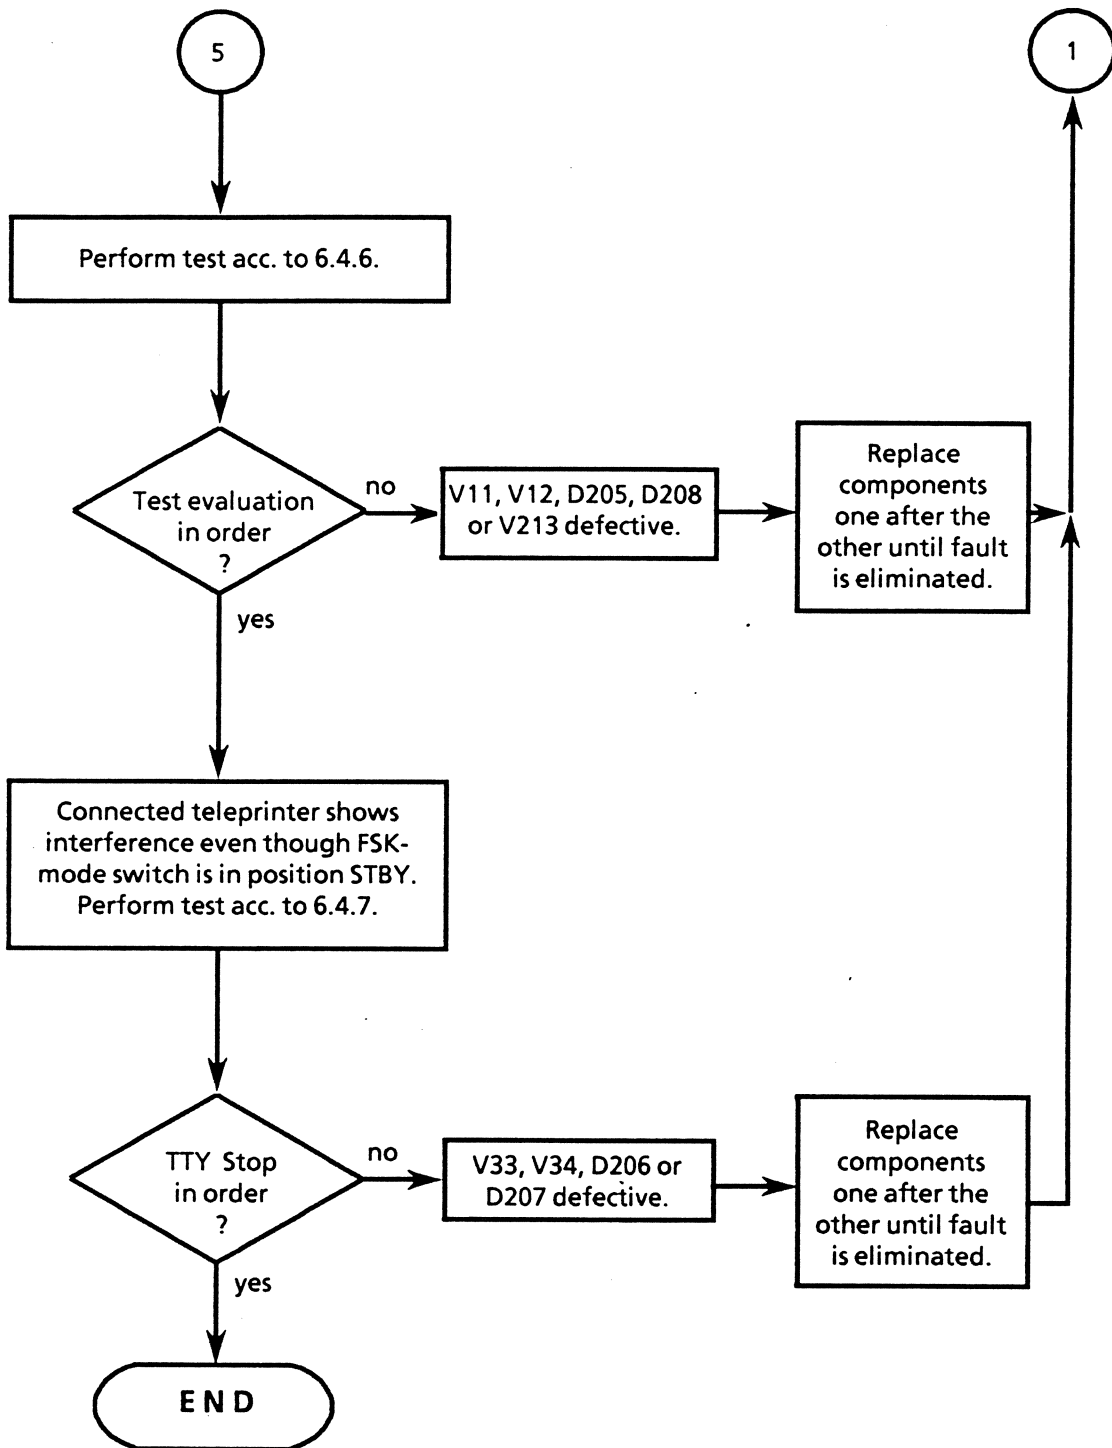 5
1
Perform test acc. to 6.4.6.
Test evaluation
in order
?
no
yes
V11, V12, D205, D208
or V213 defective.
Replace
components
one after the
other until fault
is eliminated.
Connected teleprinter shows
interference even though FSK-
mode switch is in position STBY.
Perform test acc. to 6.4.7.
TTY Stop
in order
?
no
yes
V33, V34, D206 or
D207 defective.
Replace
components
one after the
other until fault
is eliminated.
END